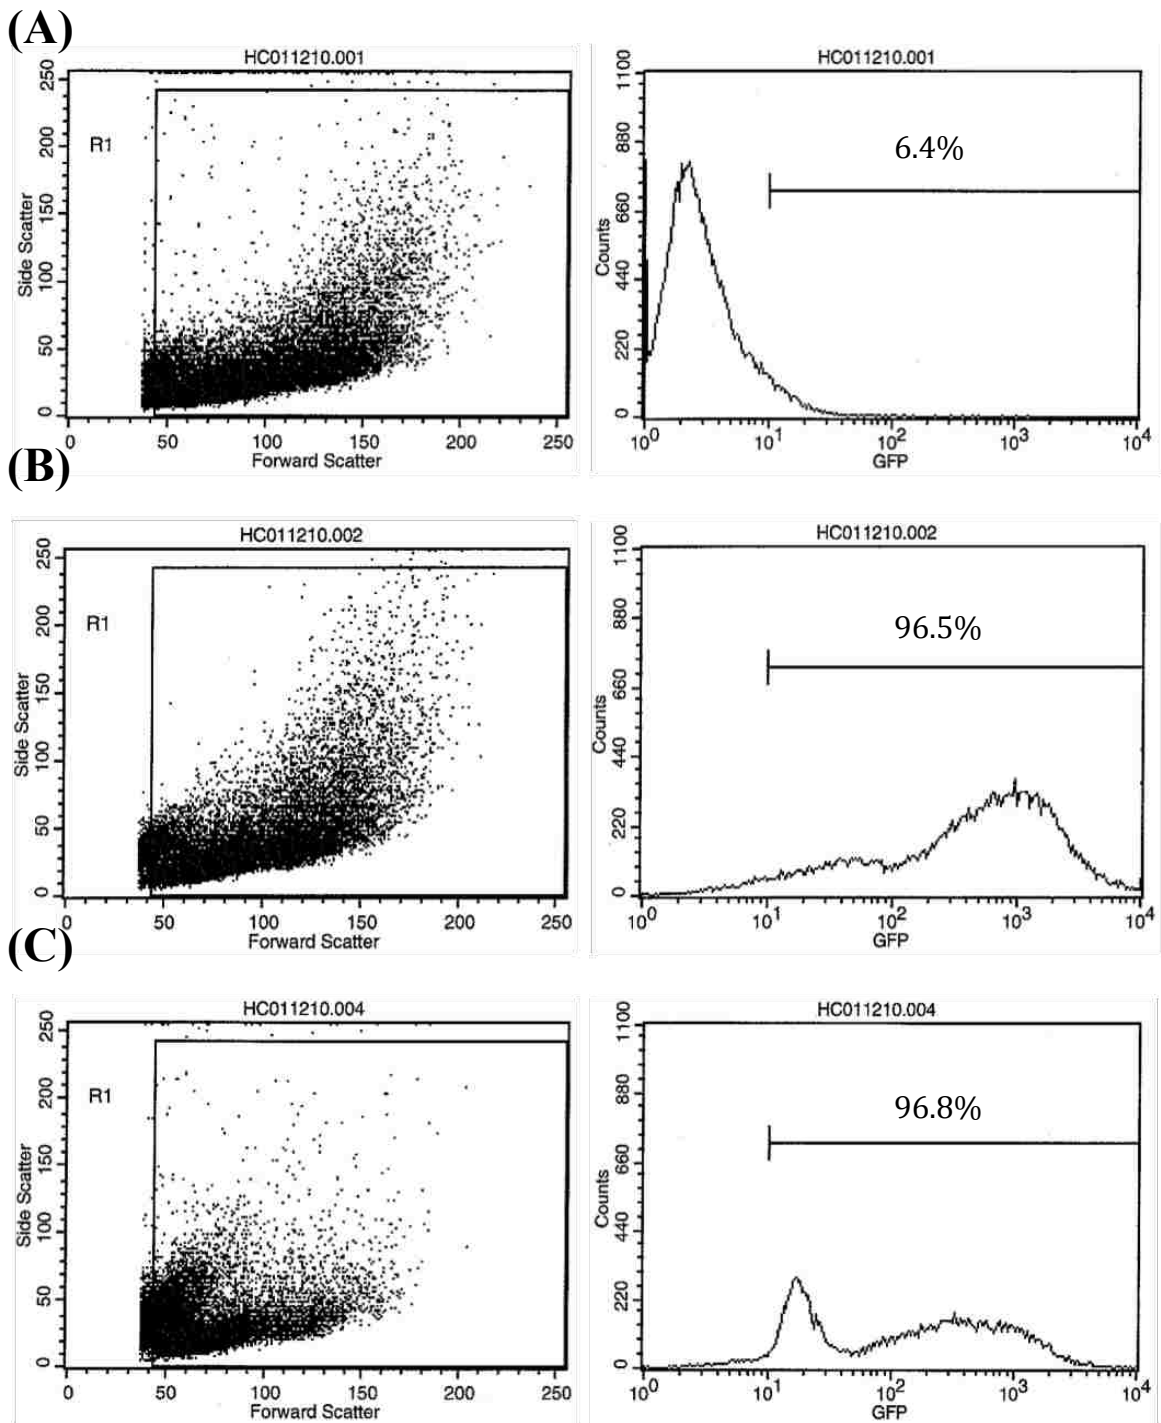 (A)
HC011210.001
250
200
150
100
50
0
Side Scatter
R1
0 50 100 150 200 250
Forward Scatter
HC011210.001
1100
880
660
440
220
0
Counts
6.4%
10^0 10^1 10^2 10^3 10^4
GFP
(B)
HC011210.002
250
200
150
100
50
0
Side Scatter
R1
0 50 100 150 200 250
Forward Scatter
HC011210.002
1100
880
660
440
220
0
Counts
96.5%
10^0 10^1 10^2 10^3 10^4
GFP
(C)
HC011210.004
250
200
150
100
50
0
Side Scatter
R1
0 50 100 150 200 250
Forward Scatter
HC011210.004
1100
880
660
440
220
0
Counts
96.8%
10^0 10^1 10^2 10^3 10^4
GFP